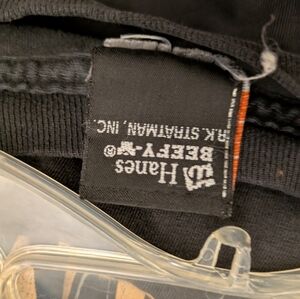 Hanes
BEEFY-T®
R.K. STRATMAN, INC.